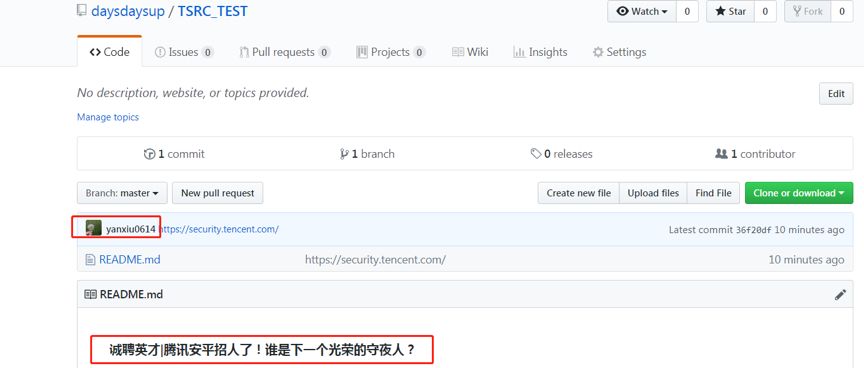 daysdaysup / TSRC_TEST
Watch 0 Star 0 Fork 0
Code Issues 0 Pull requests 0 Projects 0 Wiki Insights Settings
No description, website, or topics provided. Edit
Manage topics
1 commit 1 branch 0 releases 1 contributor
Branch: master New pull request Create new file Upload files Find File Clone or download
yanxiu0614 https://security.tencent.com/ Latest commit 36f20df 10 minutes ago
README.md https://security.tencent.com/ 10 minutes ago
README.md
诚聘英才|腾讯安平招人了！谁是下一个光荣的守夜人？